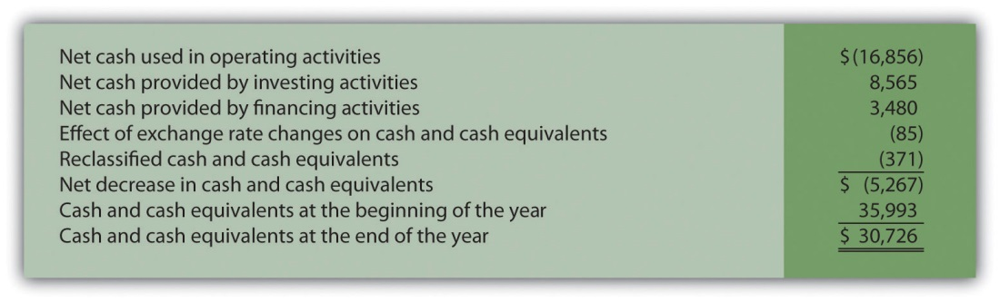 Net cash used in operating activities $(16,856)
Net cash provided by investing activities 8,565
Net cash provided by financing activities 3,480
Effect of exchange rate changes on cash and cash equivalents (85)
Reclassified cash and cash equivalents (371)
Net decrease in cash and cash equivalents $ (5,267)
Cash and cash equivalents at the beginning of the year 35,993
Cash and cash equivalents at the end of the year $ 30,726